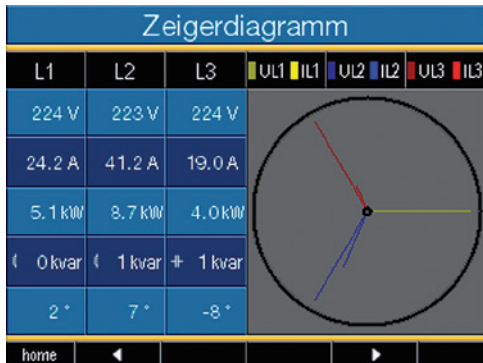 Zeigerdiagramm
L1 L2 L3 UL1 IL1 UL2 IL2 UL3 IL3
224 V 223 V 224 V
24.2 A 41.2 A 19.0 A
5.1 kW 8.7 kW 4.0 kW
0 kvar 1 kvar 1 kvar
2 ° 7 ° -8 °
home